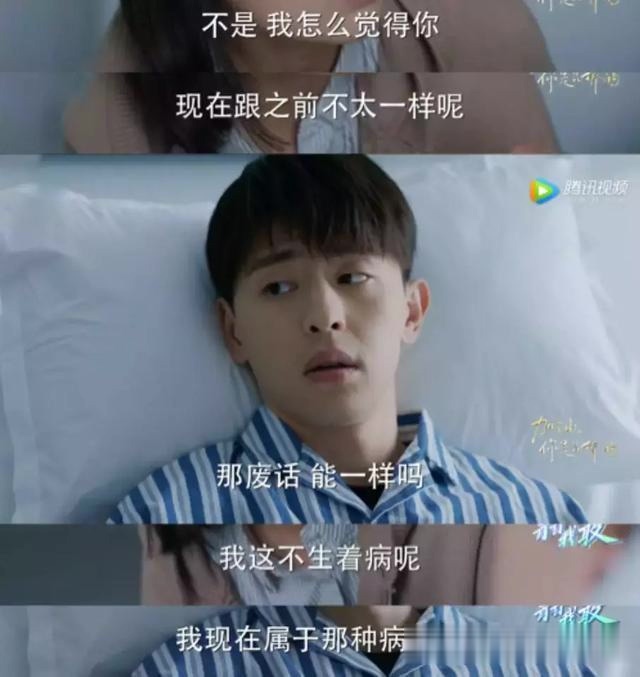 不是 我怎么觉得你
现在跟之前不太一样呢
腾讯视频
加油
你是最棒的
那废话 能一样吗
我这不生着病呢
我现在属于那种病